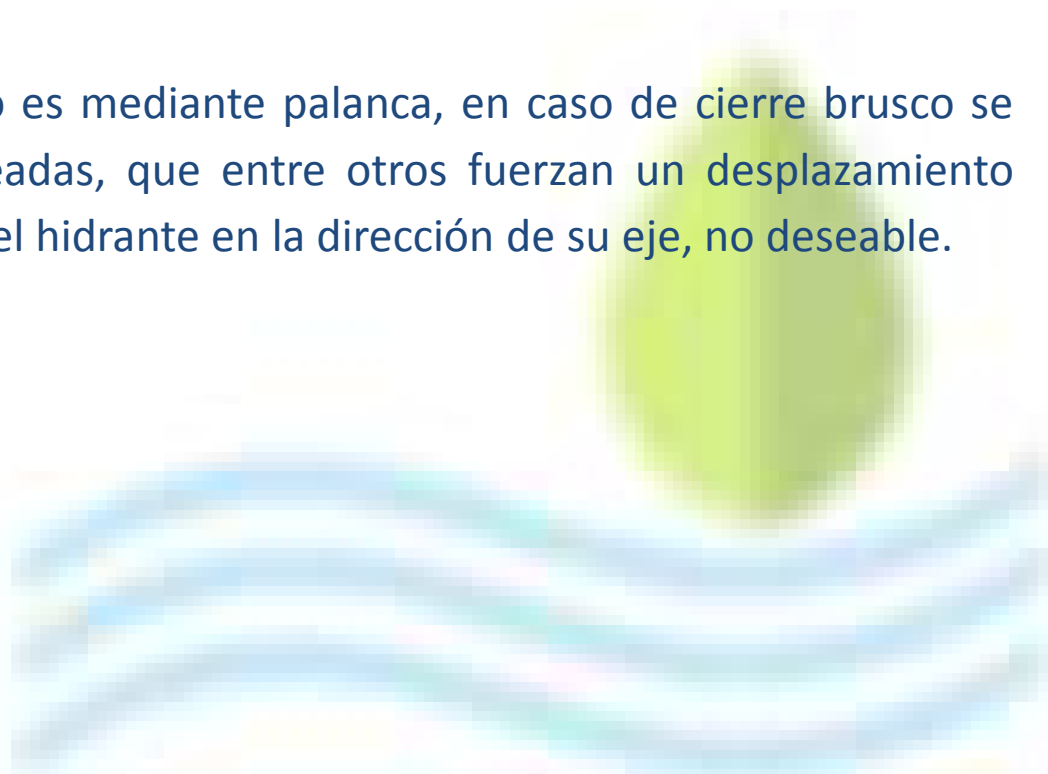 o es mediante palanca, en caso de cierre brusco se
eadas, que entre otros fuerzan un desplazamiento
el hidrante en la dirección de su eje, no deseable.